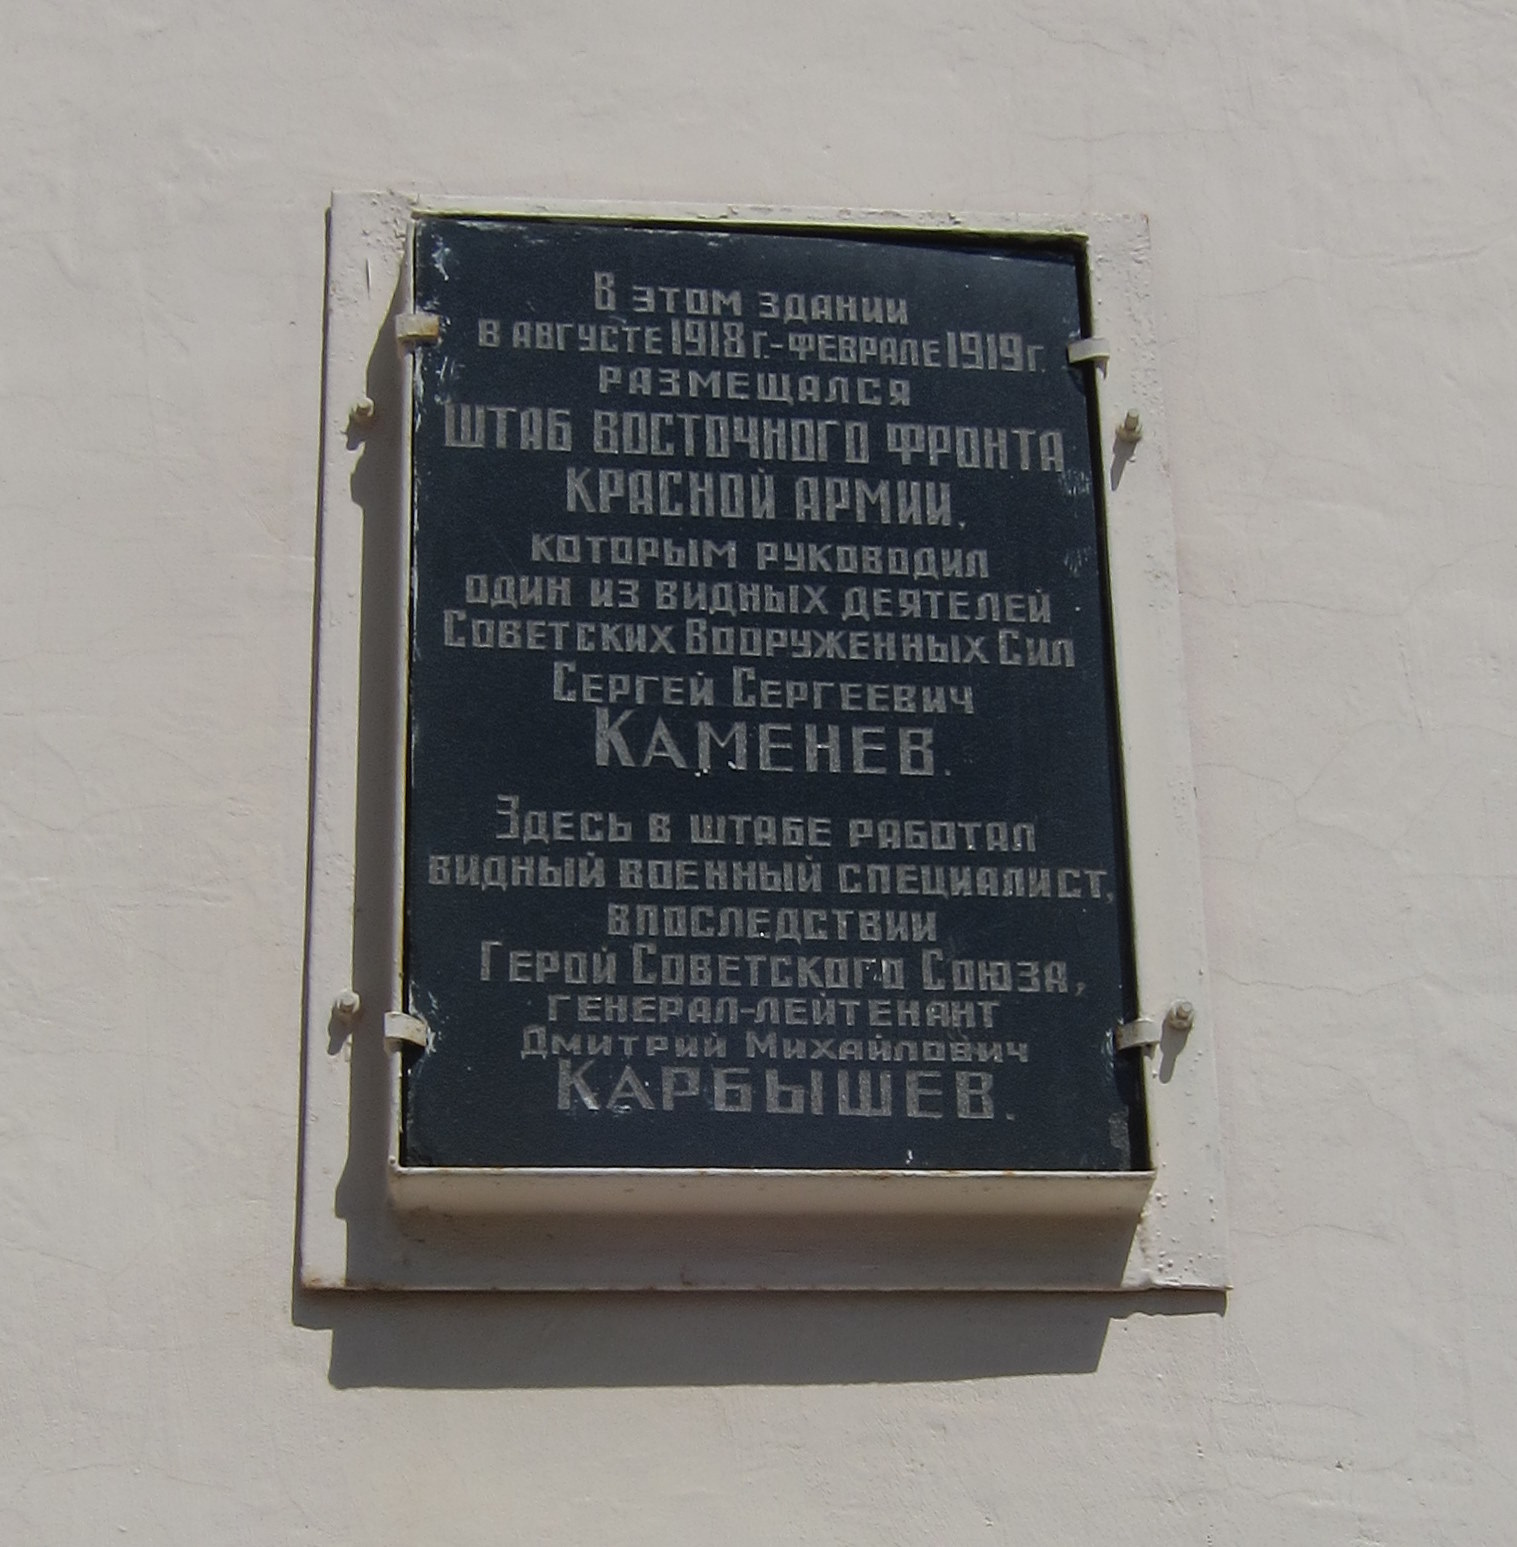 В ЭТОМ ЗДАНИИ
В АВГУСТЕ 1918 Г.-ФЕВРАЛЕ 1919 Г.
РАЗМЕЩАЛСЯ
ШТАБ ВОСТОЧНОГО ФРОНТА
КРАСНОЙ АРМИИ,
КОТОРЫМ РУКОВОДИЛ
ОДИН ИЗ ВИДНЫХ ДЕЯТЕЛЕЙ
СОВЕТСКИХ ВООРУЖЕННЫХ СИЛ
СЕРГЕЙ СЕРГЕЕВИЧ
КАМЕНЕВ.
ЗДЕСЬ В ШТАБЕ РАБОТАЛ
ВИДНЫЙ ВОЕННЫЙ СПЕЦИАЛИСТ,
ВПОСЛЕДСТВИИ
ГЕРОЙ СОВЕТСКОГО СОЮЗА,
ГЕНЕРАЛ-ЛЕЙТЕНАНТ
ДМИТРИЙ МИХАЙЛОВИЧ
КАРБЫШЕВ.